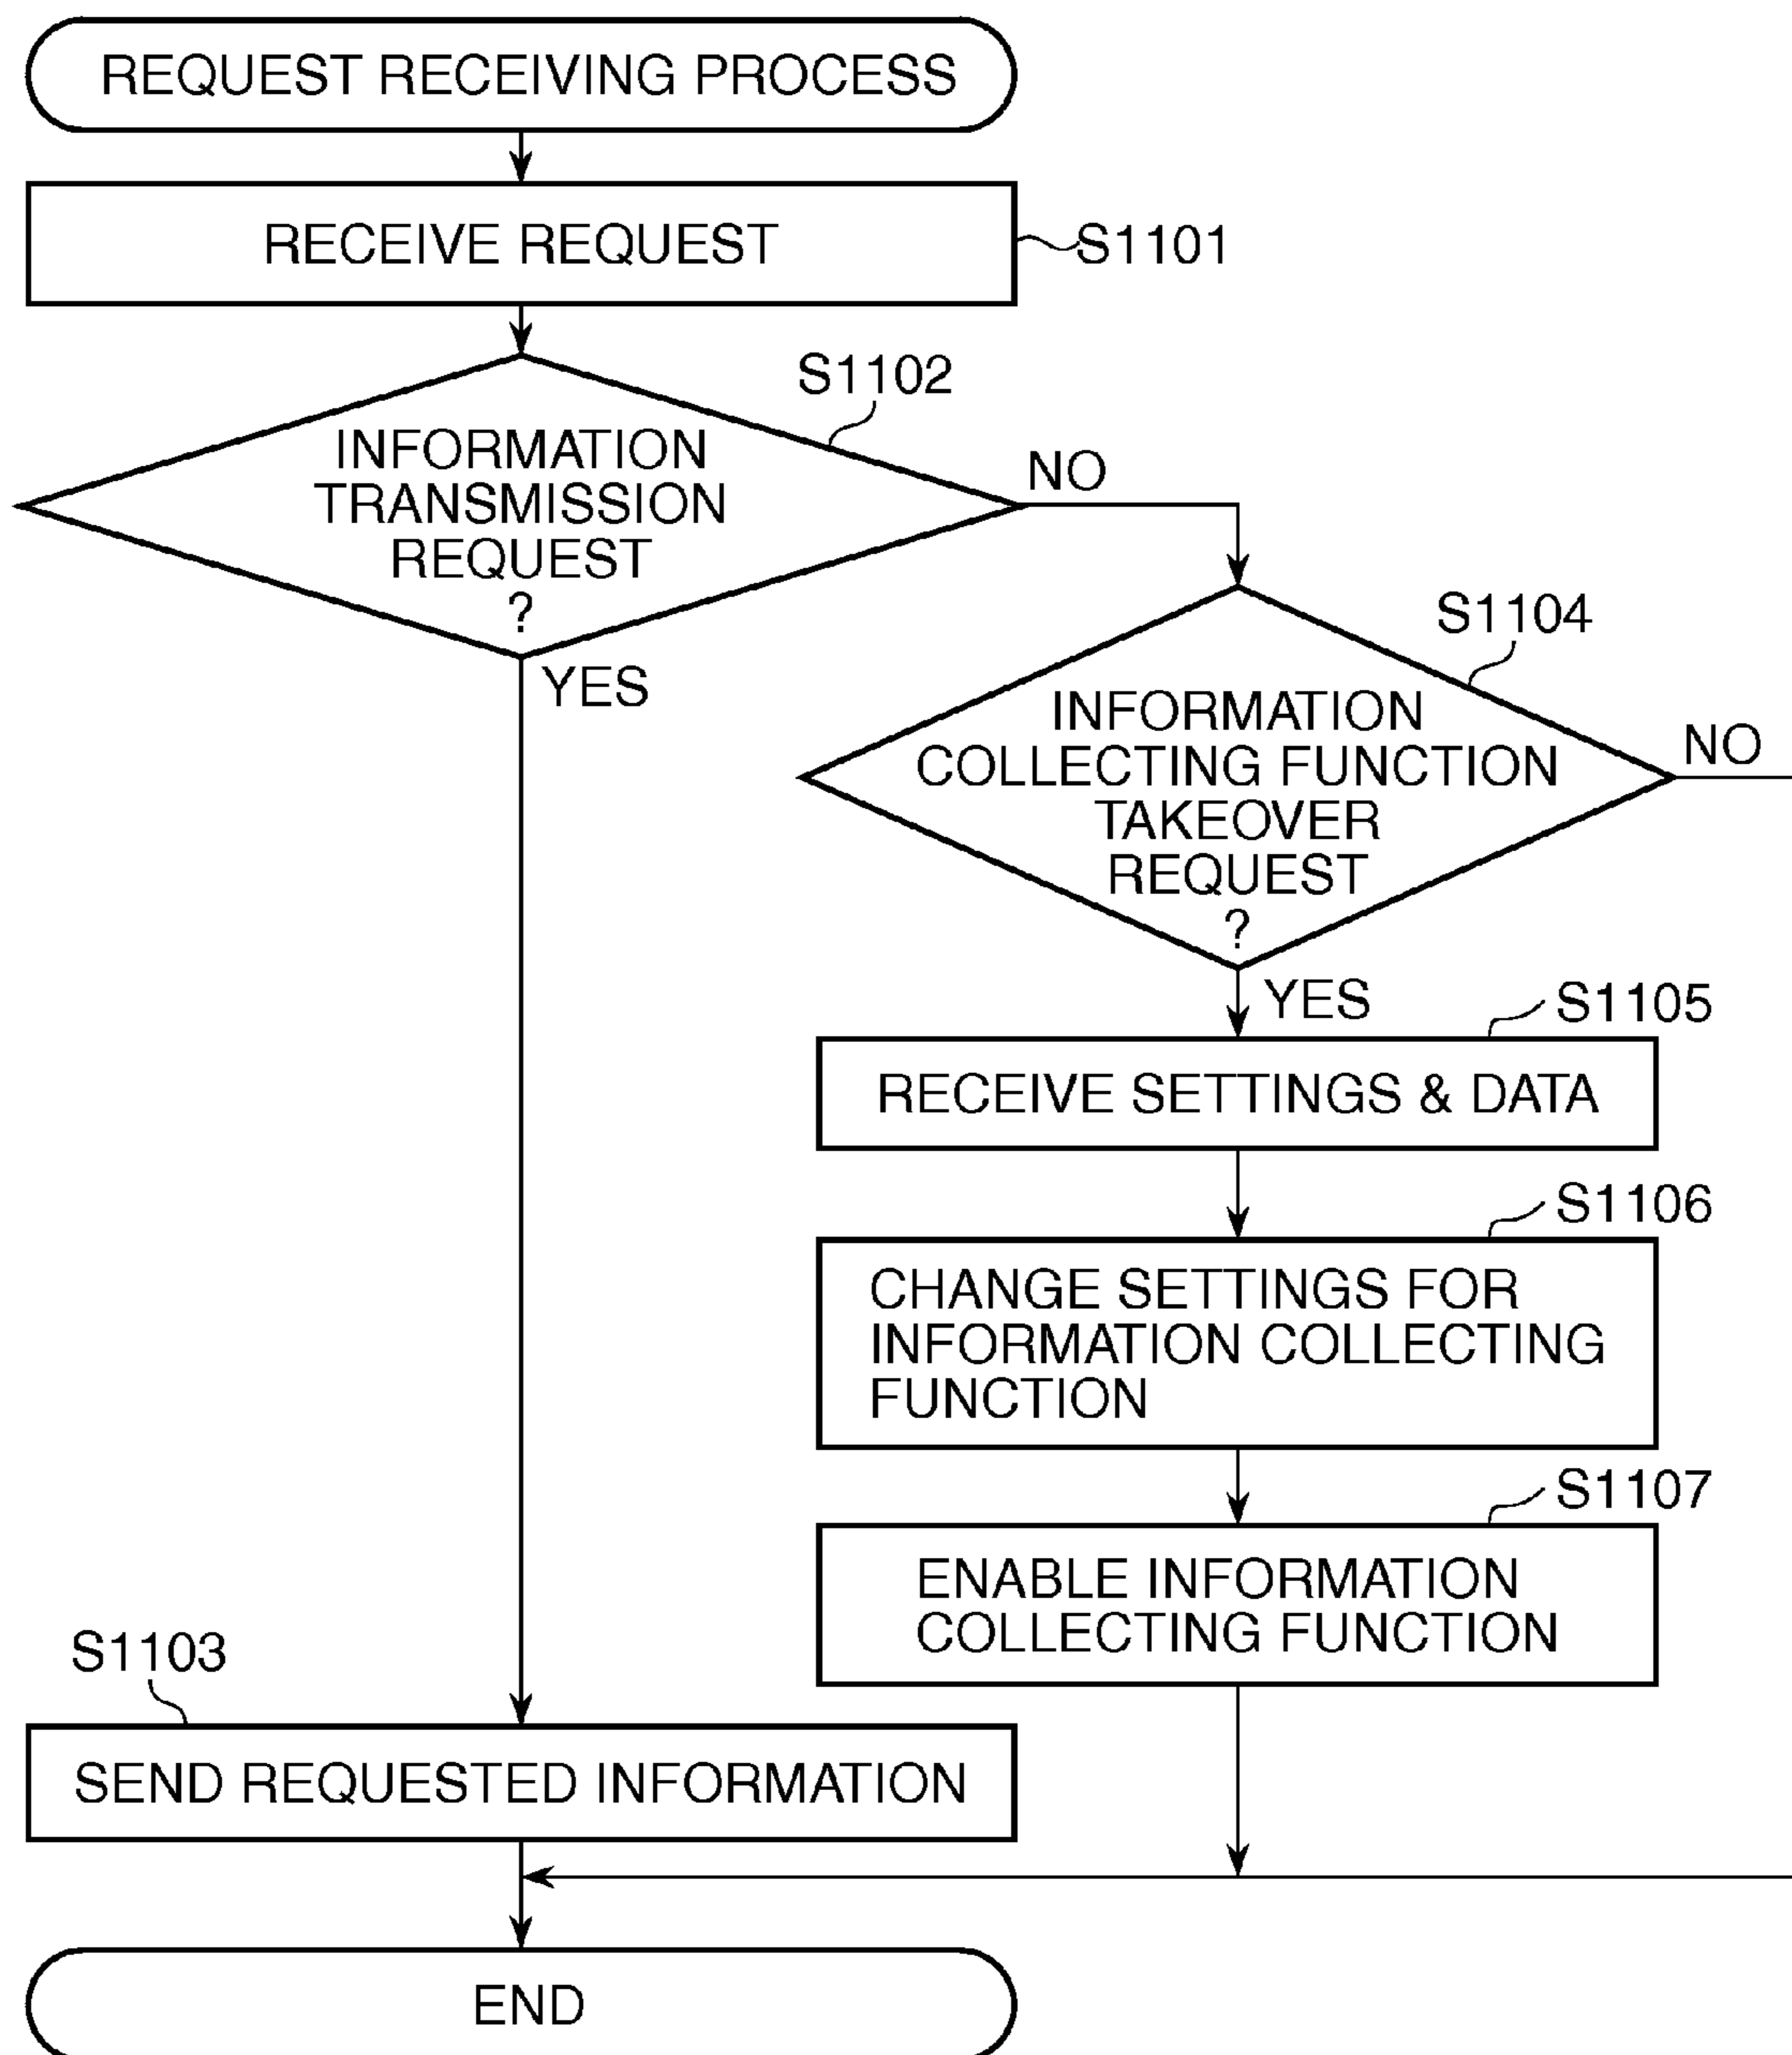 REQUEST RECEIVING PROCESS
RECEIVE REQUEST
S1101
S1102
INFORMATION
TRANSMISSION
REQUEST
?
NO
YES
S1104
INFORMATION
COLLECTING FUNCTION
TAKEOVER
REQUEST
?
NO
YES
S1105
RECEIVE SETTINGS & DATA
S1106
CHANGE SETTINGS FOR
INFORMATION COLLECTING
FUNCTION
S1107
ENABLE INFORMATION
COLLECTING FUNCTION
S1103
SEND REQUESTED INFORMATION
END